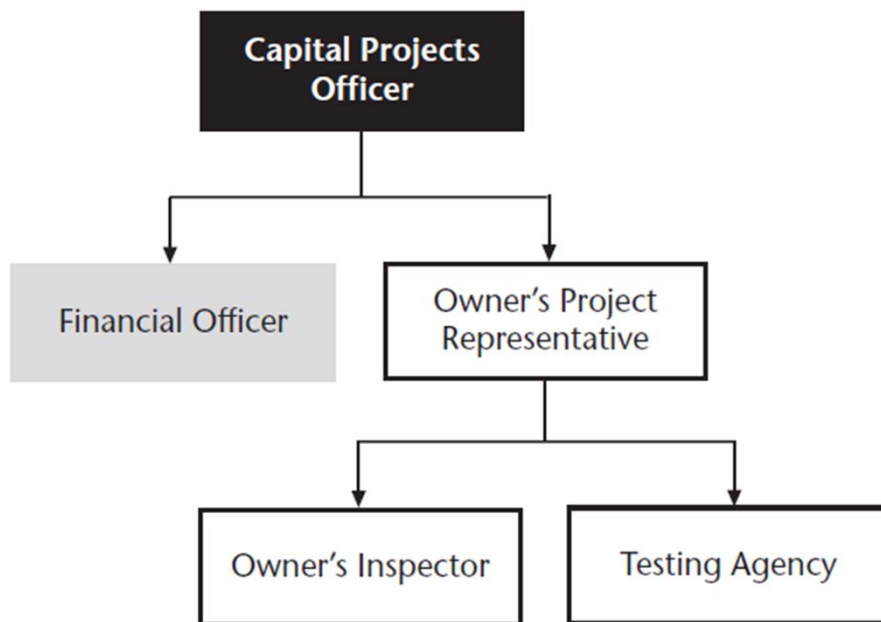 Capital Projects
Officer
Financial Officer
Owner’s Project
Representative
Owner’s Inspector
Testing Agency